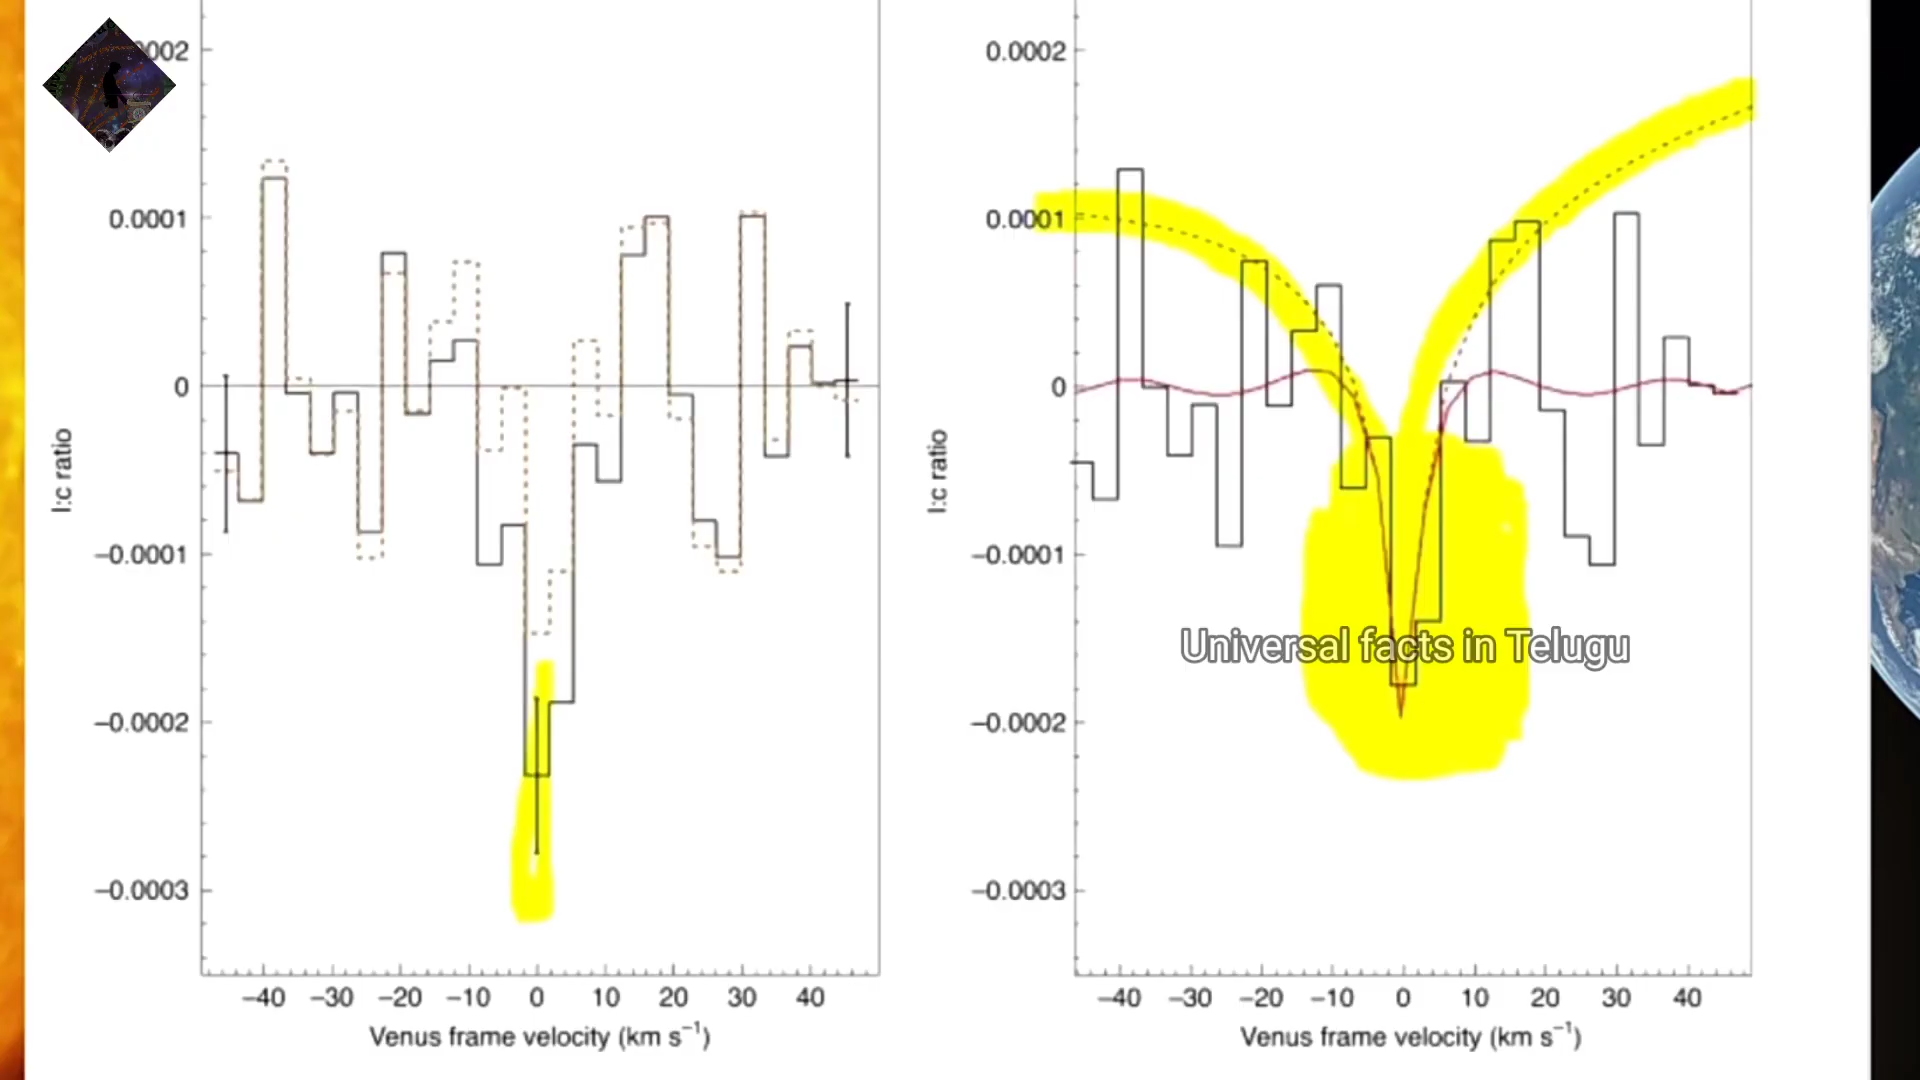 0002
0.0001
0
−0.0001
−0.0002
−0.0003
l:c ratio
−40 −30 −20 −10 0 10 20 30 40
Venus frame velocity (km s⁻¹)
0.0002
0.0001
0
−0.0001
−0.0002
−0.0003
l:c ratio
−40 −30 −20 −10 0 10 20 30 40
Venus frame velocity (km s⁻¹)
Universal facts in Telugu